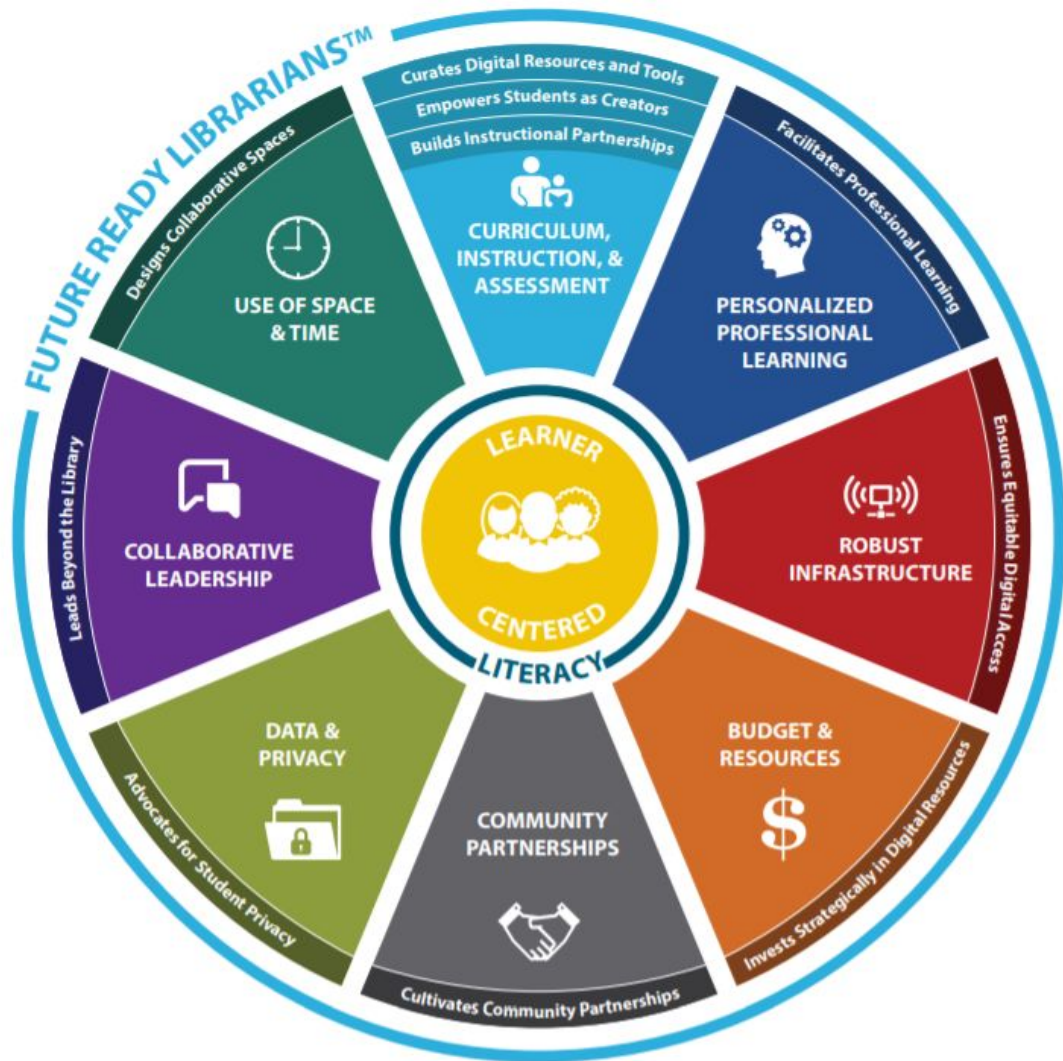 FUTURE READY LIBRARIANS™
Curates Digital Resources and Tools
Empowers Students as Creators
Builds Instructional Partnerships
CURRICULUM,
INSTRUCTION, &
ASSESSMENT
Facilitates Professional Learning
PERSONALIZED
PROFESSIONAL
LEARNING
Ensures Equitable Digital Access
ROBUST
INFRASTRUCTURE
Invests Strategically in Digital Resources
BUDGET &
RESOURCES
$
Cultivates Community Partnerships
COMMUNITY
PARTNERSHIPS
Advocates for Student Privacy
DATA &
PRIVACY
Leads Beyond the Library
COLLABORATIVE
LEADERSHIP
Designs Collaborative Spaces
USE OF SPACE
& TIME
LEARNER
CENTERED
LITERACY